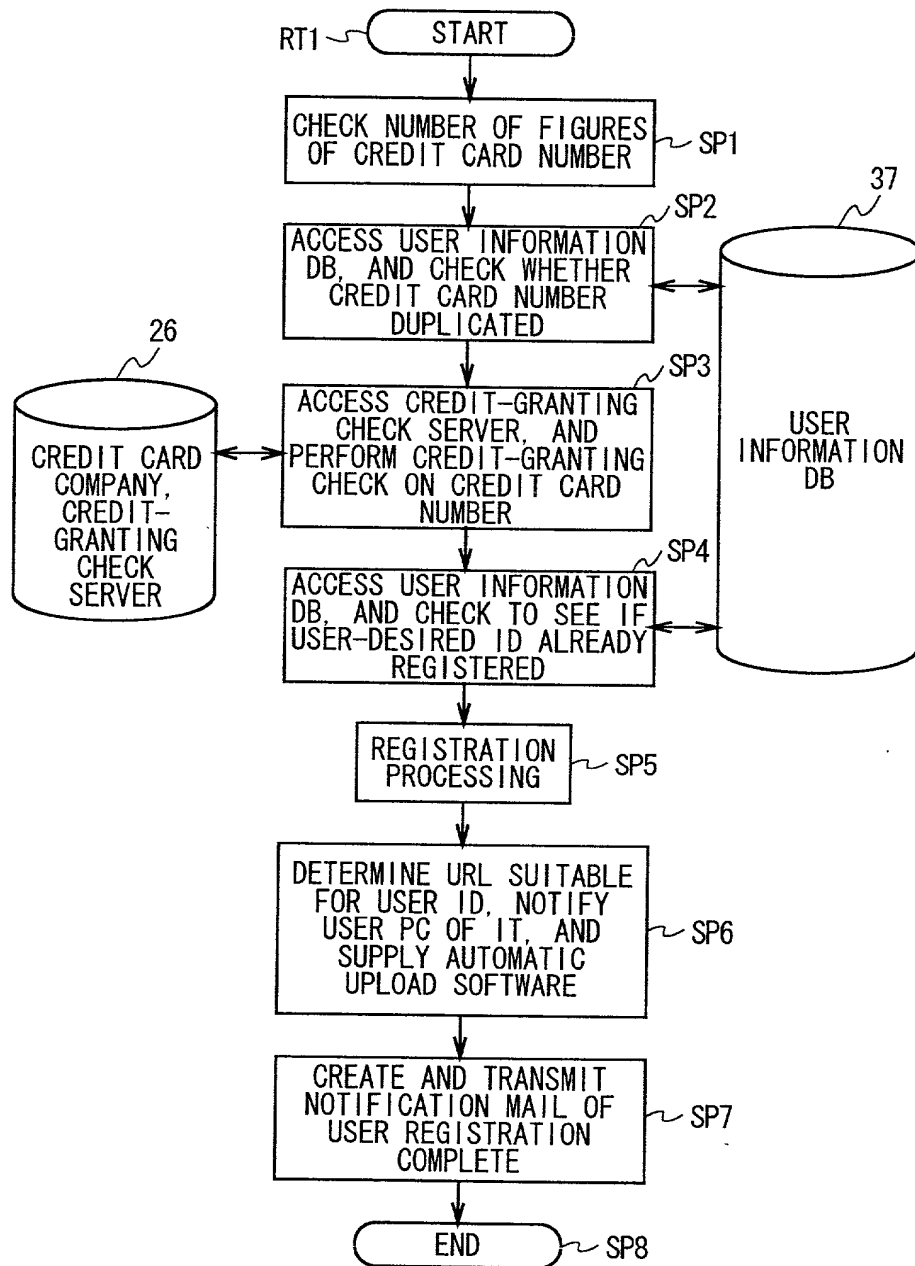 RT1
START
CHECK NUMBER OF FIGURES
OF CREDIT CARD NUMBER
SP1
SP2
37
ACCESS USER INFORMATION
DB, AND CHECK WHETHER
CREDIT CARD NUMBER
DUPLICATED
26
SP3
ACCESS CREDIT-GRANTING
CHECK SERVER, AND
PERFORM CREDIT-GRANTING
CHECK ON CREDIT CARD
NUMBER
USER
INFORMATION
DB
CREDIT CARD
COMPANY,
CREDIT-
GRANTING
CHECK
SERVER
SP4
ACCESS USER INFORMATION
DB, AND CHECK TO SEE IF
USER-DESIRED ID ALREADY
REGISTERED
REGISTRATION
PROCESSING
SP5
DETERMINE URL SUITABLE
FOR USER ID, NOTIFY
USER PC OF IT, AND
SUPPLY AUTOMATIC
UPLOAD SOFTWARE
SP6
CREATE AND TRANSMIT
NOTIFICATION MAIL OF
USER REGISTRATION
COMPLETE
SP7
END
SP8